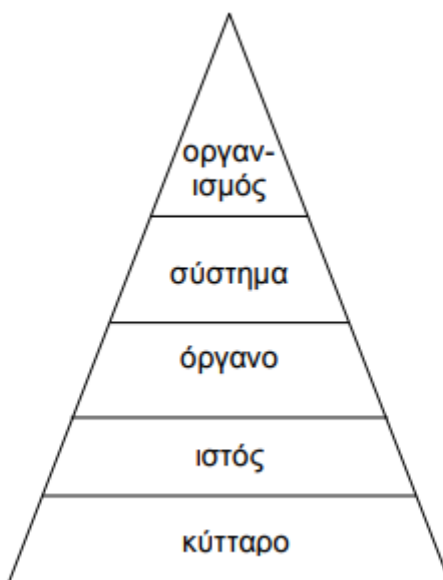 οργαν-
ισμός
σύστημα
όργανο
ιστός
κύτταρο